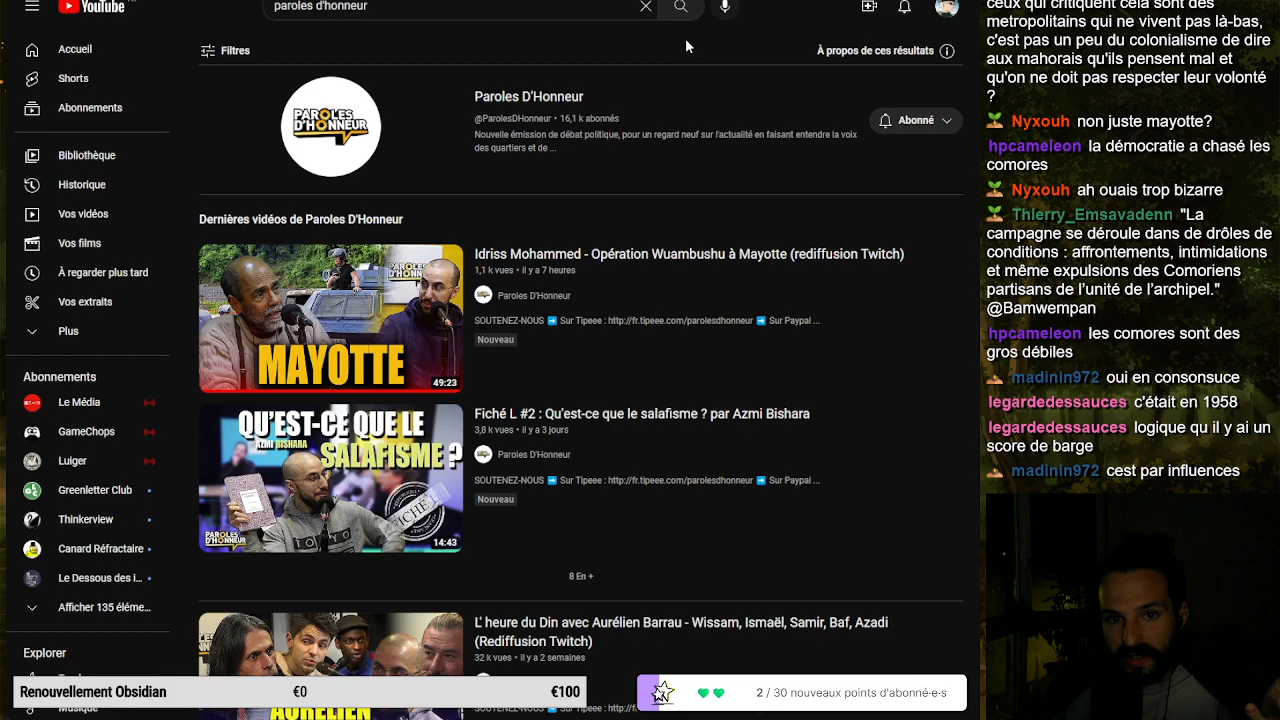 YouTube
paroles d'honneur
Accueil
Shorts
Abonnements
Bibliothèque
Historique
Vos vidéos
Vos films
À regarder plus tard
Vos extraits
Plus
Abonnements
Le Média
GameChops
Luiger
Greenletter Club
Thinkerview
Canard Réfractaire
Le Dessous des i...
Afficher 135 éléme...
Explorer
Filtres
À propos de ces résultats
PAROLES
D'HONNEUR
Paroles D'Honneur
@ParolesDHonneur • 16,1 k abonnés
Nouvelle émission de débat politique, pour un regard neuf sur l'actualité en faisant entendre la voix
des quartiers et de ...
Abonné
Dernières vidéos de Paroles D'Honneur
MAYOTTE
49:23
Idriss Mohammed - Opération Wuambushu à Mayotte (rediffusion Twitch)
1,1 k vues • il y a 7 heures
Paroles D'Honneur
SOUTENEZ-NOUS ➡ Sur Tipeee : http://fr.tipeee.com/parolesdhonneur ➡ Sur Paypal ...
Nouveau
QU'EST-CE QUE LE
AZMI BISHARA
SALAFISME ?
FICHÉ L
PAROLES
D'HONNEUR
14:43
Fiché L #2 : Qu'est-ce que le salafisme ? par Azmi Bishara
3,8 k vues • il y a 3 jours
Paroles D'Honneur
SOUTENEZ-NOUS ➡ Sur Tipeee : http://fr.tipeee.com/parolesdhonneur ➡ Sur Paypal ...
Nouveau
8 En +
L' heure du Din avec Aurélien Barrau - Wissam, Ismaël, Samir, Baf, Azadi
(Rediffusion Twitch)
32 k vues • il y a 2 semaines
Renouvellement Obsidian €0 €100
2 / 30 nouveaux points d'abonné·e·s
ceux qui critiquent cela sont des
metropolitains qui ne vivent pas là-bas,
c'est pas un peu du colonialisme de dire
aux mahorais qu'ils pensent mal et
qu'on ne doit pas respecter leur volonté
?
Nyxouh non juste mayotte?
hpcameleon la démocratie a chasé les
comores
Nyxouh ah ouais trop bizarre
Thierry_Emsavadenn "La
campagne se déroule dans de drôles de
conditions : affrontements, intimidations
et même expulsions des Comoriens
partisans de l'unité de l'archipel."
@Bamwempan
hpcameleon les comores sont des
gros débiles
madinin972 oui en consonsuce
legardedessauces c'était en 1958
legardedessauces logique qu il y ai un
score de barge
madinin972 cest par influences